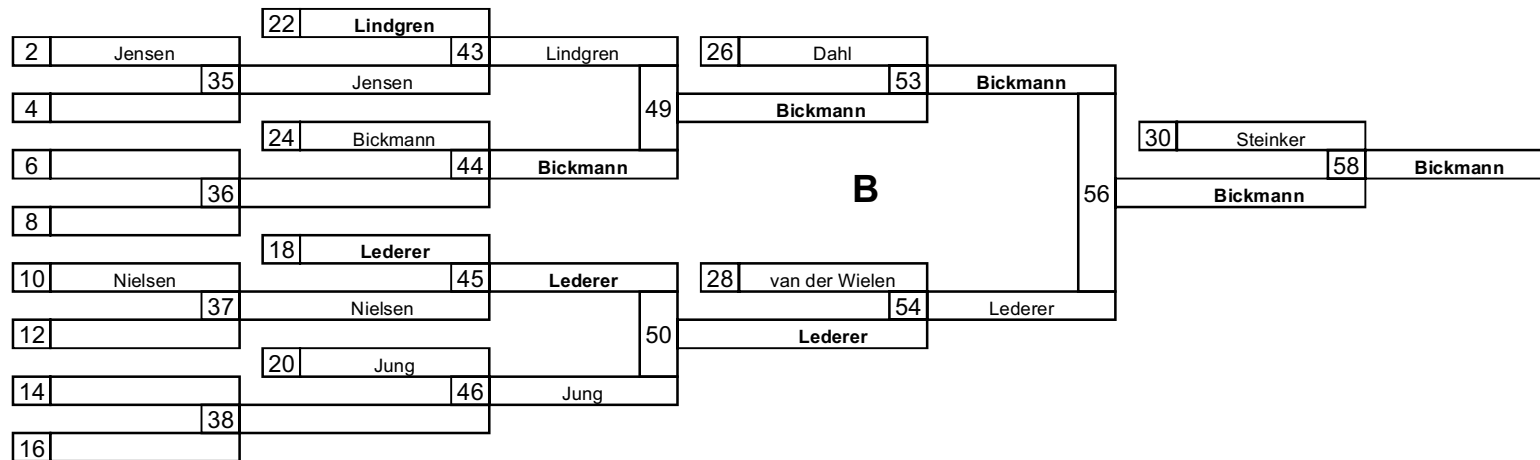 22 Lindgren
2 Jensen 43 Lindgren 26 Dahl
35 Jensen 53 Bickmann
4 49 Bickmann
24 Bickmann 30 Steinker
6 44 Bickmann 58 Bickmann
36 B 56 Bickmann
8
18 Lederer
10 Nielsen 45 Lederer 28 van der Wielen
37 Nielsen 54 Lederer
12 50 Lederer
20 Jung
14 46 Jung
38
16